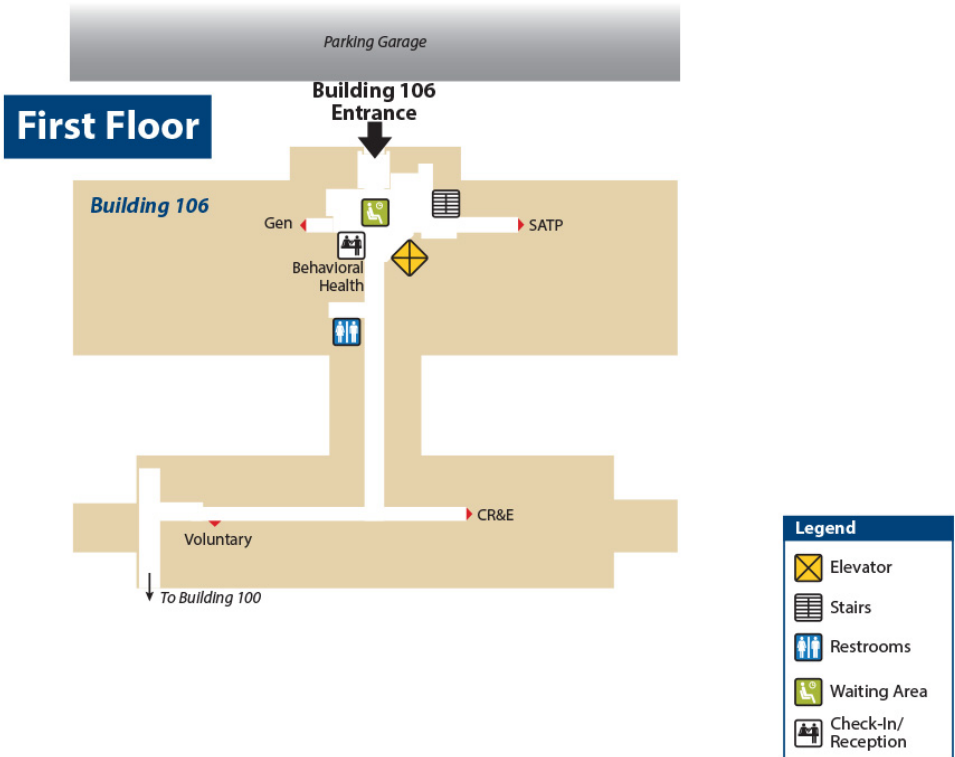 Parking Garage
Building 106
Entrance
First Floor
Building 106
Gen
SATP
Behavioral
Health
CR&E
Voluntary
To Building 100
Legend
Elevator
Stairs
Restrooms
Waiting Area
Check-In/
Reception